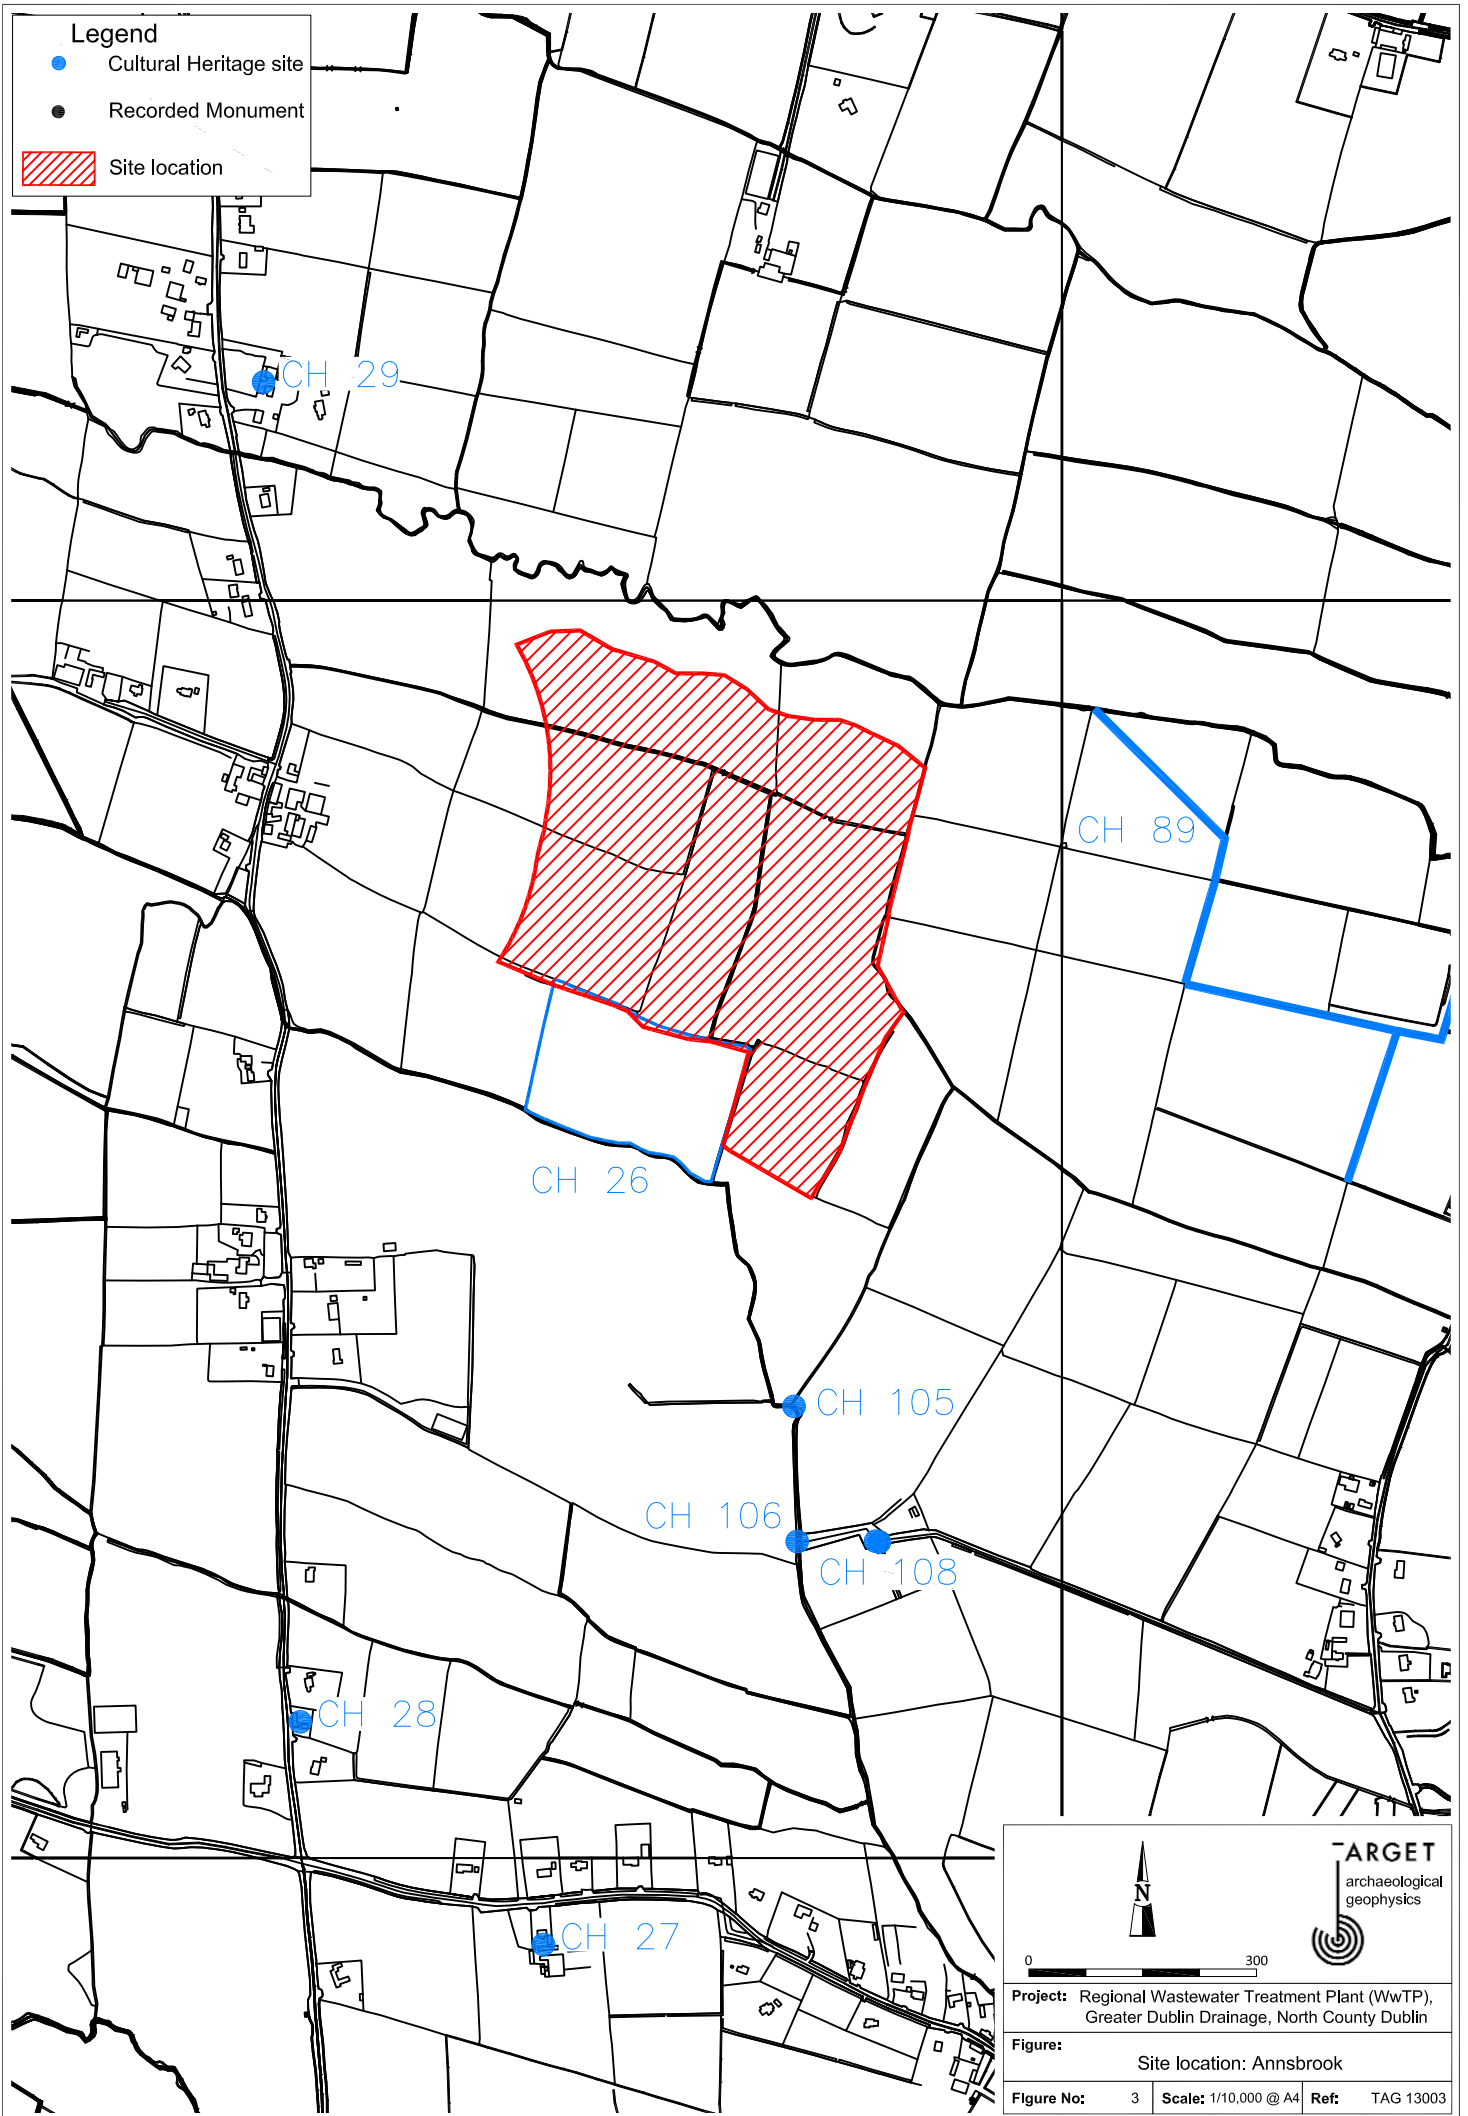 Legend
Cultural Heritage site
Recorded Monument
Site location
CH 29
CH 89
CH 26
CH 105
CH 106
CH 108
CH 28
CH 27
N
TARGET
archaeological
geophysics
0 300
Project: Regional Wastewater Treatment Plant (WwTP),
Greater Dublin Drainage, North County Dublin
Figure:
Site location: Annsbrook
Figure No: 3 Scale: 1/10,000 @ A4 Ref: TAG 13003